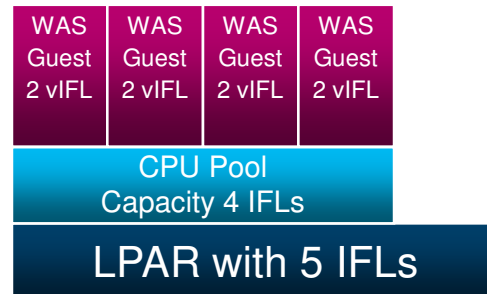 WAS WAS WAS WAS
Guest Guest Guest Guest
2 vIFL 2 vIFL 2 vIFL 2 vIFL
CPU Pool
Capacity 4 IFLs
LPAR with 5 IFLs